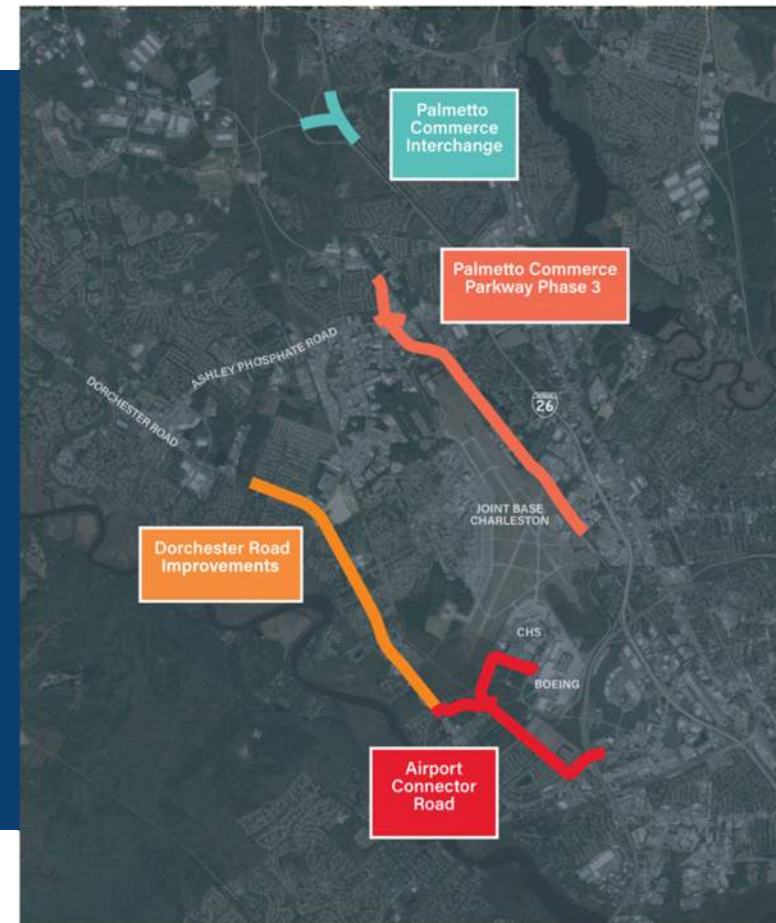 Palmetto
Commerce
Interchange
Palmetto Commerce
Parkway Phase 3
ASHLEY PHOSPHATE ROAD
DORCHESTER ROAD
26
JOINT BASE
CHARLESTON
Dorchester Road
Improvements
CHS
BOEING
Airport
Connector
Road